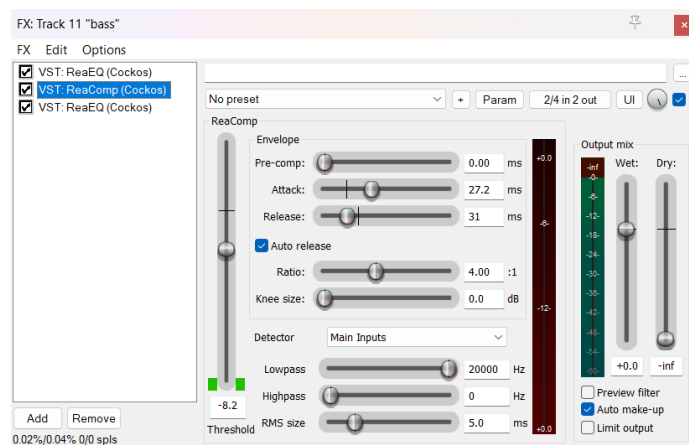 FX: Track 11 "bass"
FX Edit Options
VST: ReaEQ (Cockos)
VST: ReaComp (Cockos)
VST: ReaEQ (Cockos)
Add Remove
0.02%/0.04% 0/0 spls
...
No preset + Param 2/4 in 2 out UI
ReaComp
Envelope
Pre-comp: 0.00 ms
Attack: 27.2 ms
Release: 31 ms
Auto release
Ratio: 4.00 :1
Knee size: 0.0 dB
Detector Main Inputs
Lowpass 20000 Hz
Highpass 0 Hz
RMS size 5.0 ms
-8.2
Threshold
+0.0
-6-
-12-
+0.0
Output mix
Wet: Dry:
-inf
-0-
-6-
-12-
-18-
-24-
-30-
-36-
-42-
-48-
-54-
-60-
+0.0 -inf
Preview filter
Auto make-up
Limit output